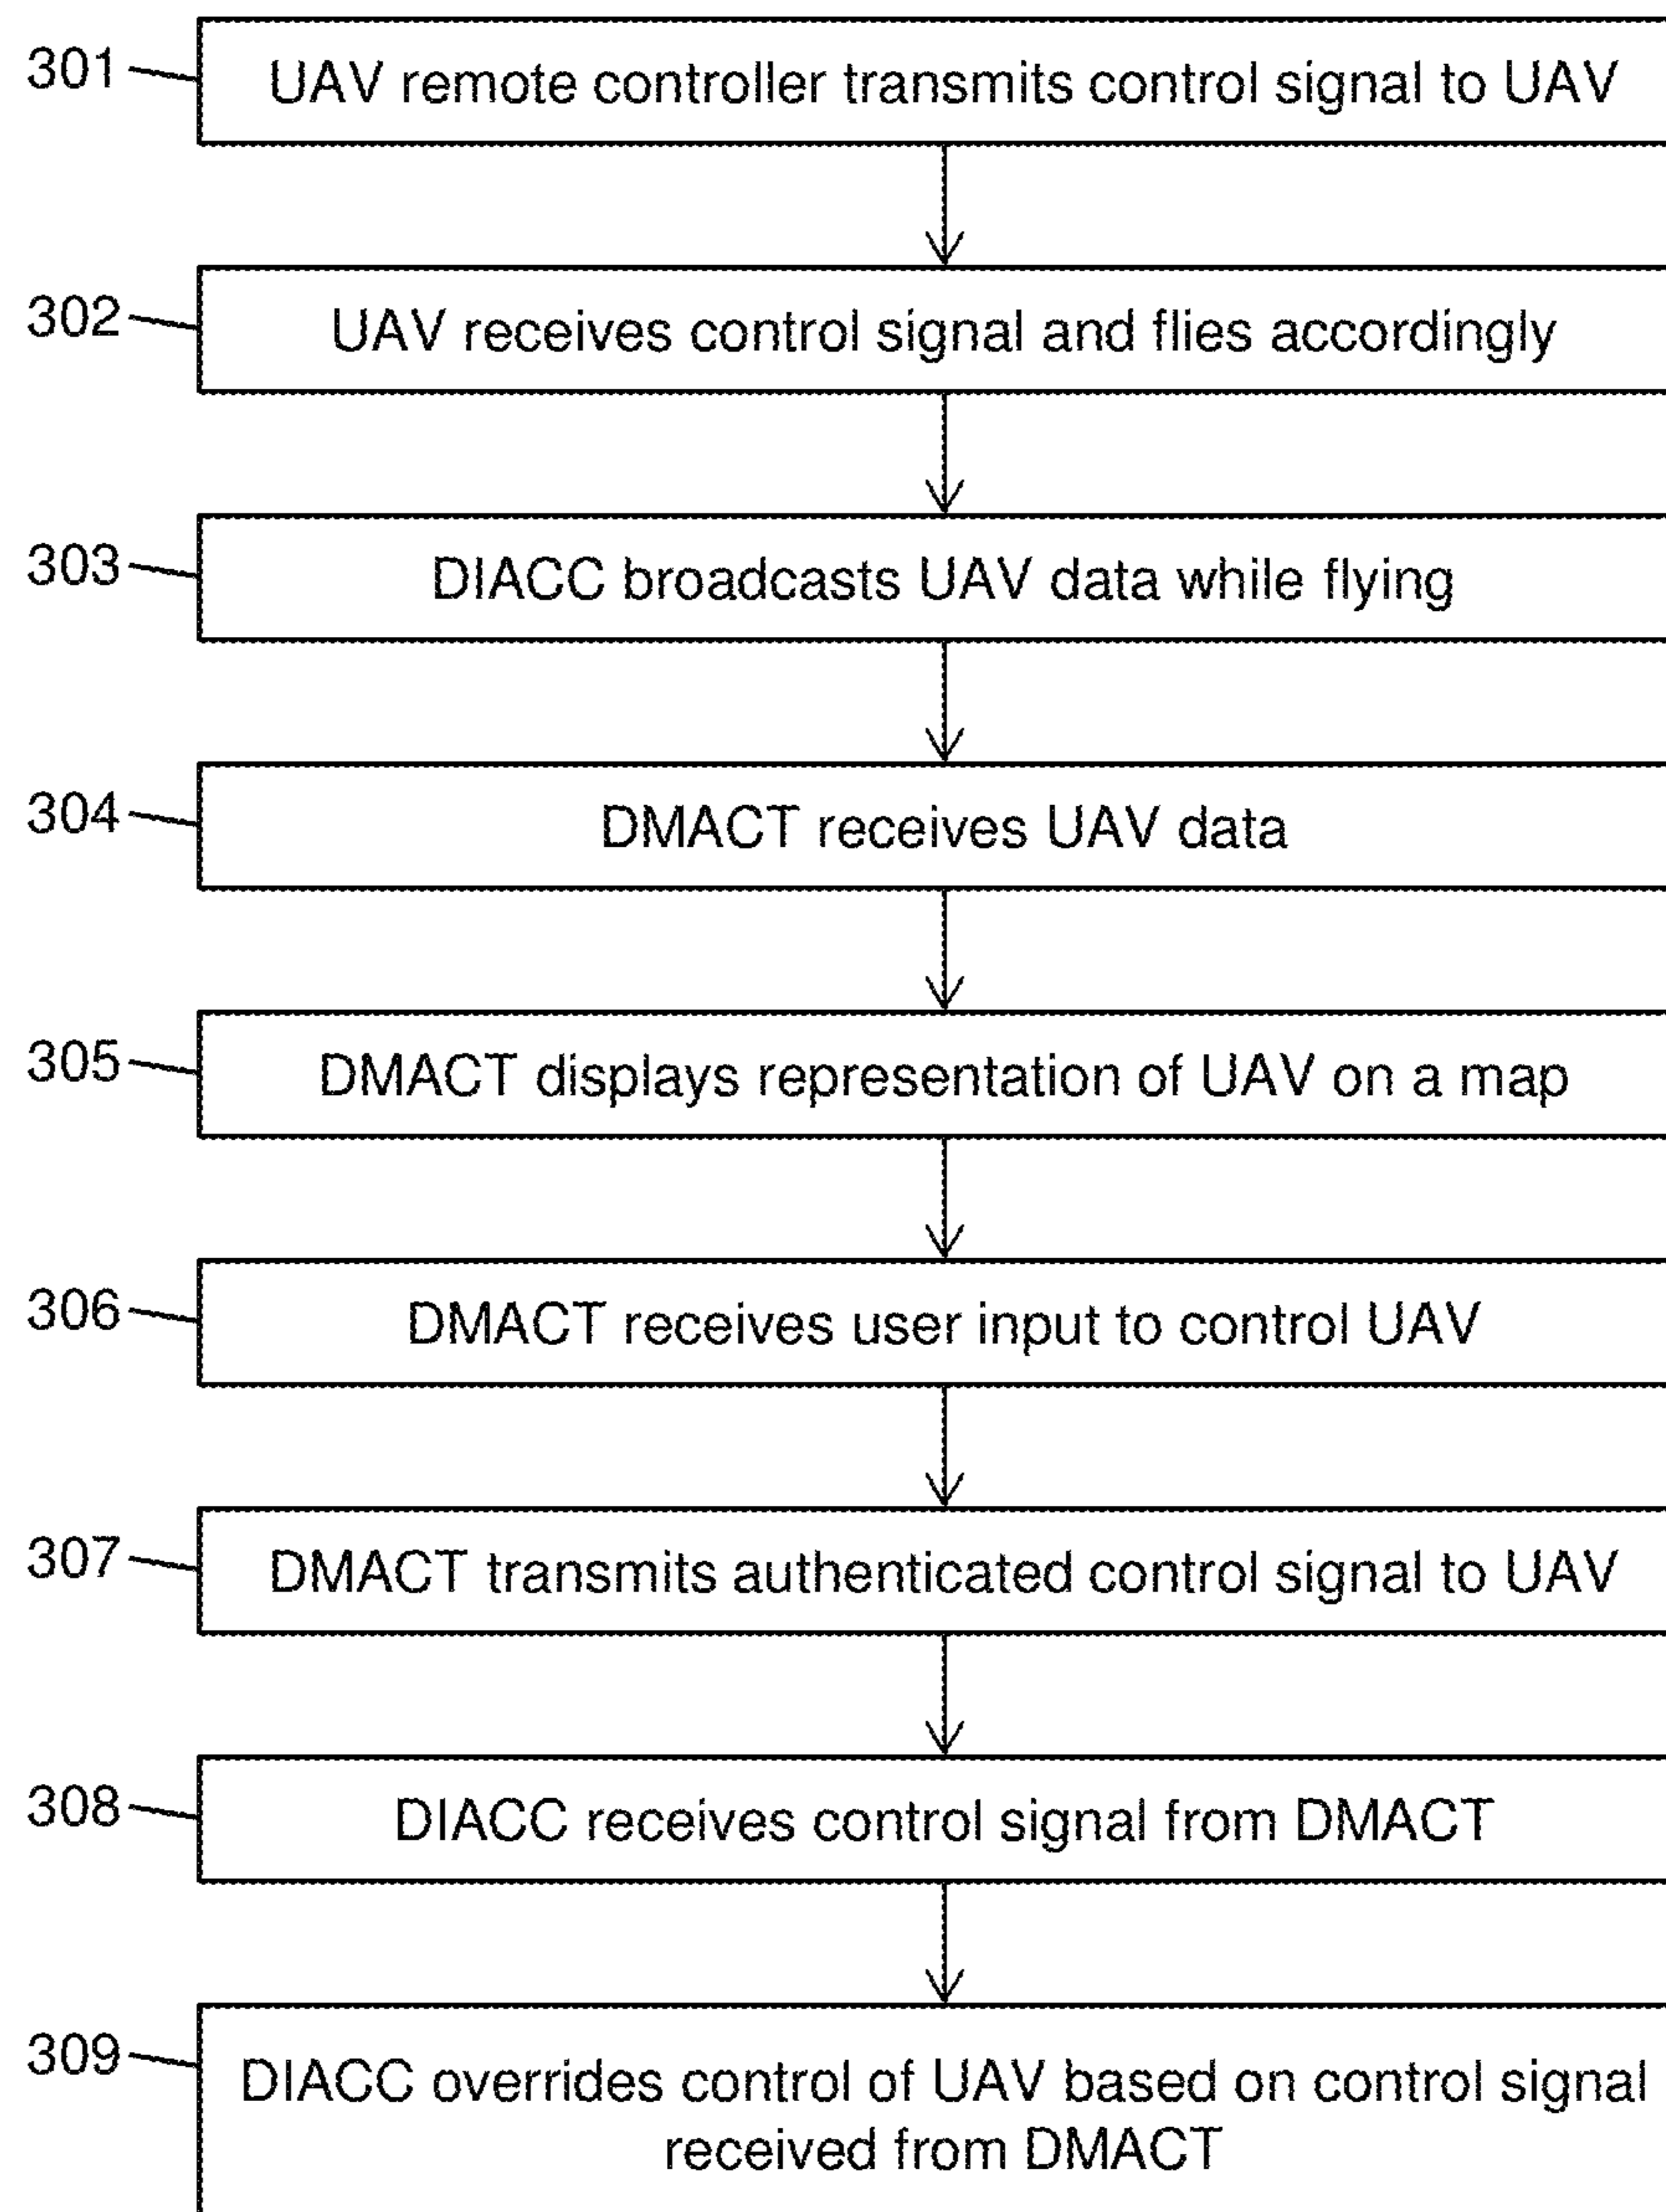 301
UAV remote controller transmits control signal to UAV
302
UAV receives control signal and flies accordingly
303
DIACC broadcasts UAV data while flying
304
DMACT receives UAV data
305
DMACT displays representation of UAV on a map
306
DMACT receives user input to control UAV
307
DMACT transmits authenticated control signal to UAV
308
DIACC receives control signal from DMACT
309
DIACC overrides control of UAV based on control signal
received from DMACT